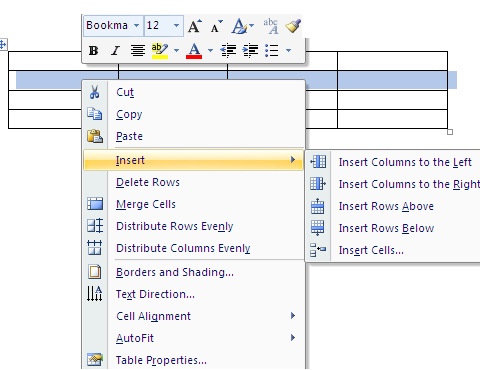 Bookma 12 A A A abc A
B I ab A
Cut
Copy
Paste
Insert
Delete Rows
Merge Cells
Distribute Rows Evenly
Distribute Columns Evenly
Borders and Shading...
Text Direction...
Cell Alignment
AutoFit
Table Properties...
Insert Columns to the Left
Insert Columns to the Right
Insert Rows Above
Insert Rows Below
Insert Cells...